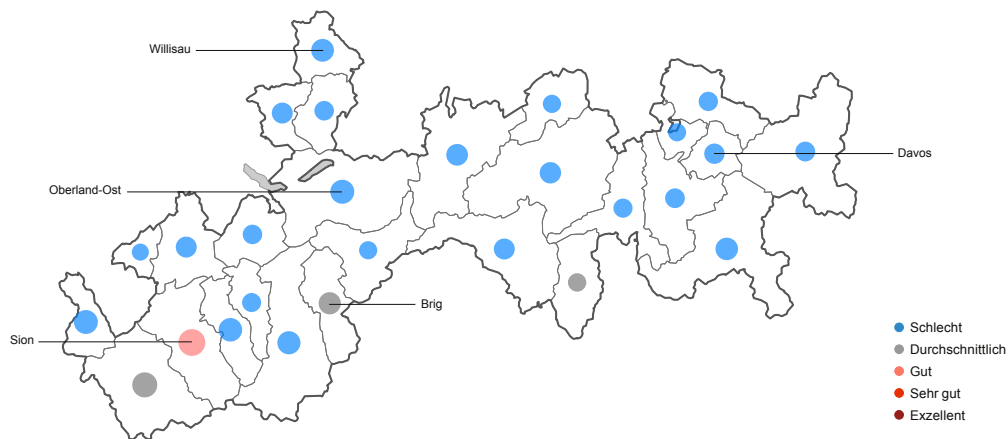 Willisau
Davos
Oberland-Ost
Brig
Sion
Schlecht
Durchschnittlich
Gut
Sehr gut
Exzellent